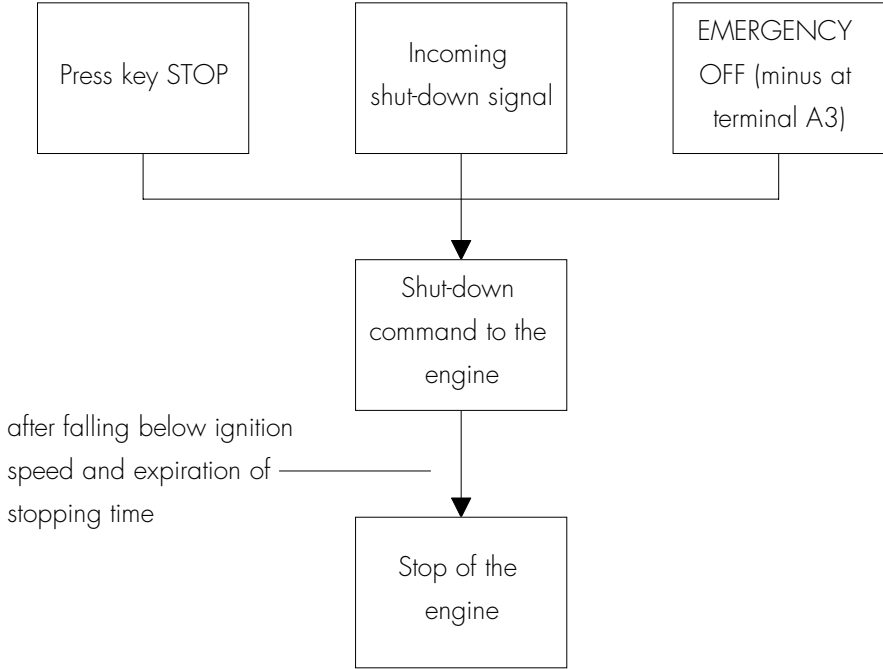 Press key STOP
Incoming
shut-down signal
EMERGENCY
OFF (minus at
terminal A3)
Shut-down
command to the
engine
after falling below ignition
speed and expiration of
stopping time
Stop of the
engine